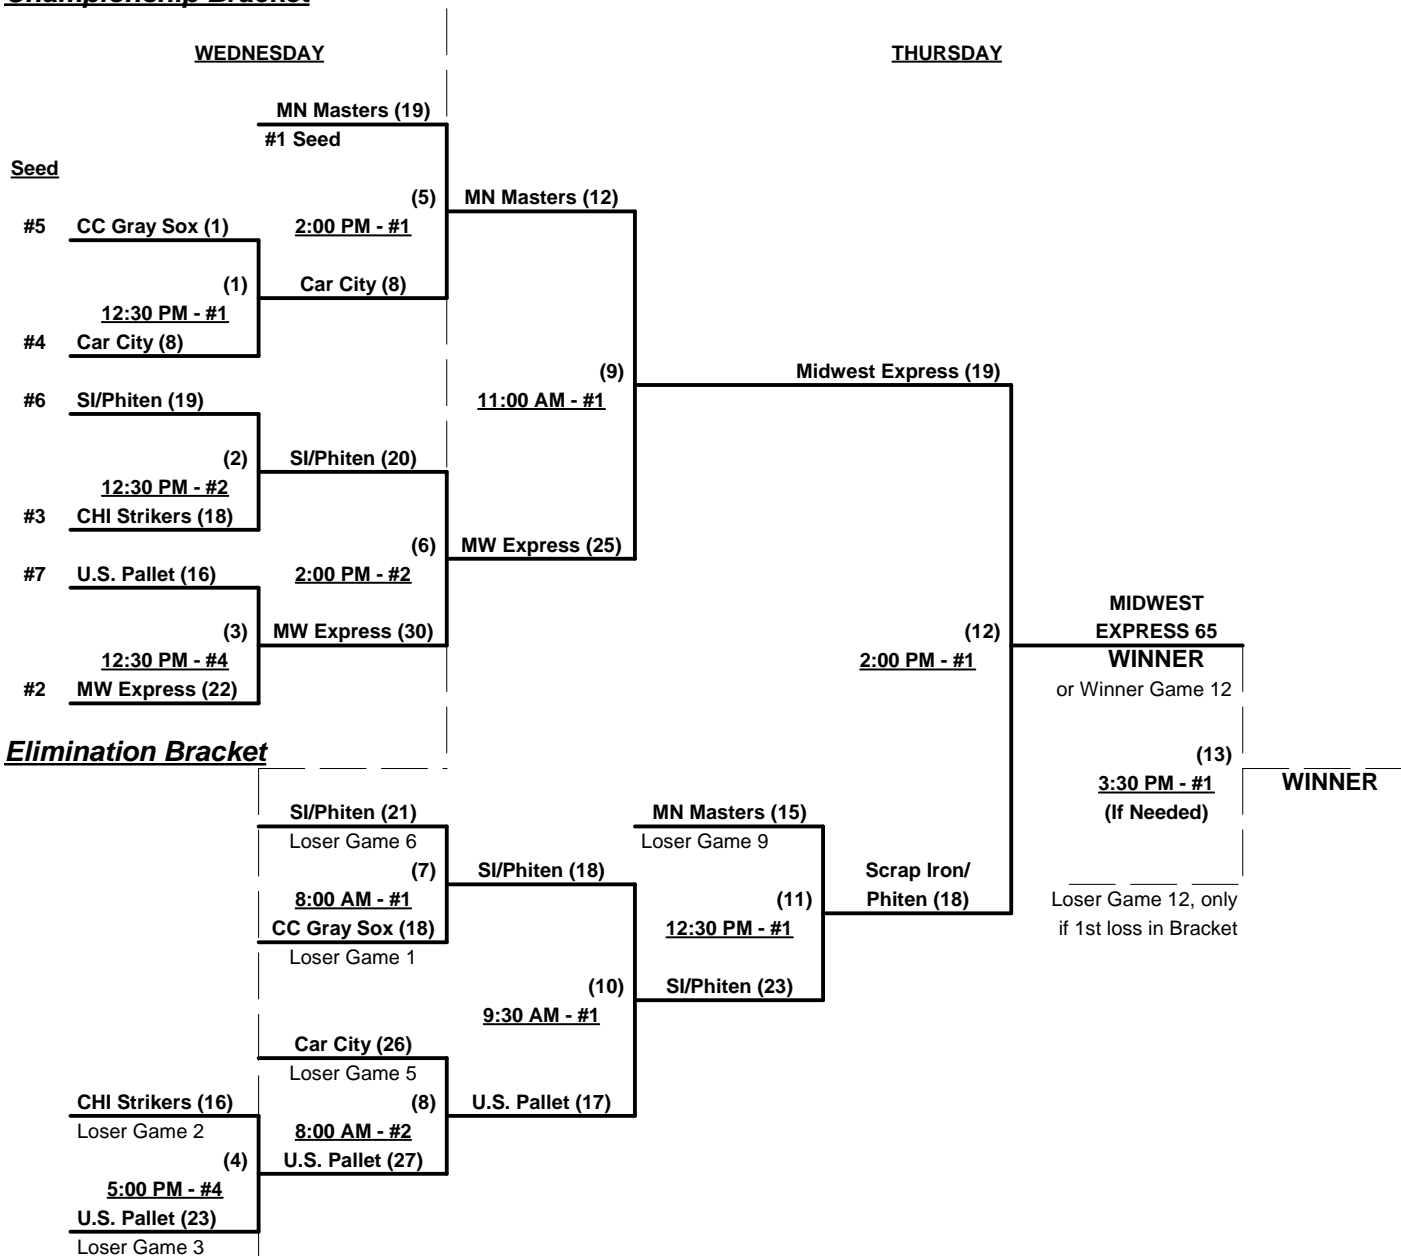 Championship Bracket
WEDNESDAY
THURSDAY
MN Masters (19)
#1 Seed
Seed
(5)
MN Masters (12)
#5
CC Gray Sox (1)
2:00 PM - #1
(1)
Car City (8)
12:30 PM - #1
#4
Car City (8)
(9)
Midwest Express (19)
#6
SI/Phiten (19)
11:00 AM - #1
(2)
SI/Phiten (20)
12:30 PM - #2
#3
CHI Strikers (18)
(6)
MW Express (25)
#7
U.S. Pallet (16)
2:00 PM - #2
MIDWEST
(3)
MW Express (30)
(12)
EXPRESS 65
12:30 PM - #4
2:00 PM - #1
WINNER
#2
MW Express (22)
or Winner Game 12
Elimination Bracket
(13)
3:30 PM - #1
WINNER
SI/Phiten (21)
MN Masters (15)
(If Needed)
Loser Game 6
Loser Game 9
(7)
SI/Phiten (18)
Scrap Iron/
8:00 AM - #1
(11)
Phiten (18)
Loser Game 12, only
CC Gray Sox (18)
12:30 PM - #1
if 1st loss in Bracket
Loser Game 1
(10)
SI/Phiten (23)
9:30 AM - #1
Car City (26)
Loser Game 5
CHI Strikers (16)
(8)
U.S. Pallet (17)
Loser Game 2
8:00 AM - #2
(4)
U.S. Pallet (27)
5:00 PM - #4
U.S. Pallet (23)
Loser Game 3